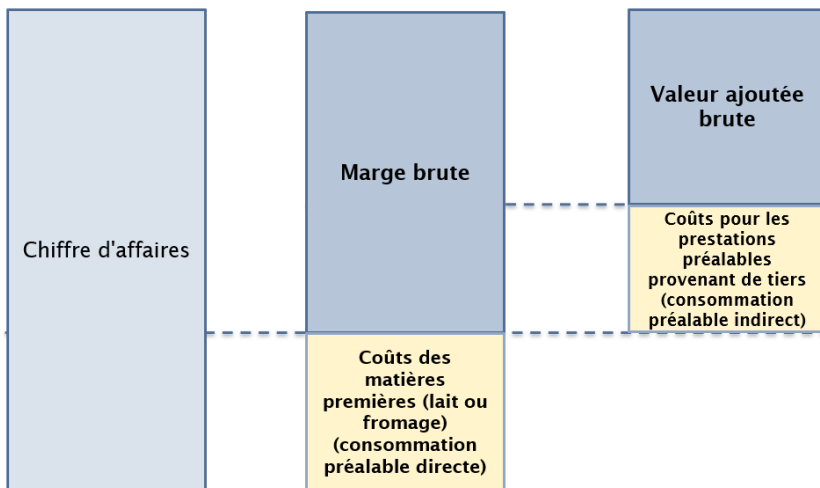 Chiffre d'affaires
Marge brute
Coûts des
matières
premières (lait ou
fromage)
(consommation
préalable directe)
Valeur ajoutée
brute
Coûts pour les
prestations
préalables
provenant de tiers
(consommation
préalable indirect)